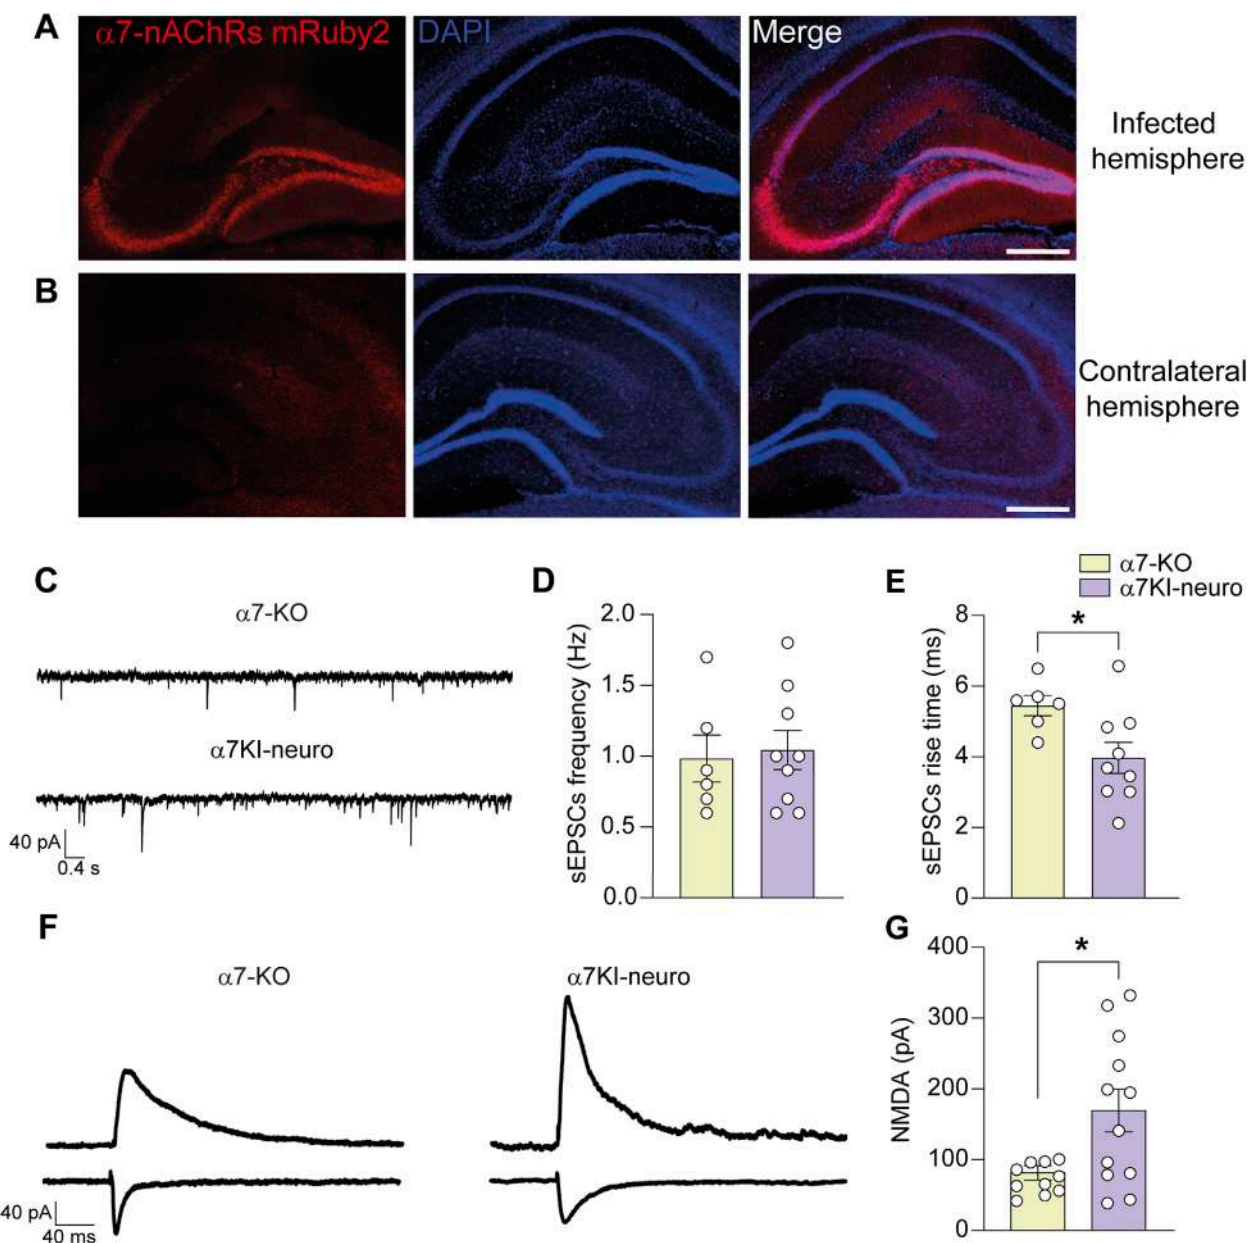 A
α7-nAChRs mRuby2
DAPI
Merge
Infected
hemisphere
B
Contralateral
hemisphere
C
α7-KO
α7KI-neuro
40 pA
0.4 s
D
sEPSCs frequency (Hz)
2.0
1.5
1.0
0.5
0.0
α7-KO
α7KI-neuro
E
sEPSCs rise time (ms)
8
6
4
2
0
*
F
α7-KO
α7KI-neuro
40 pA
40 ms
G
NMDA (pA)
400
300
200
100
0
*